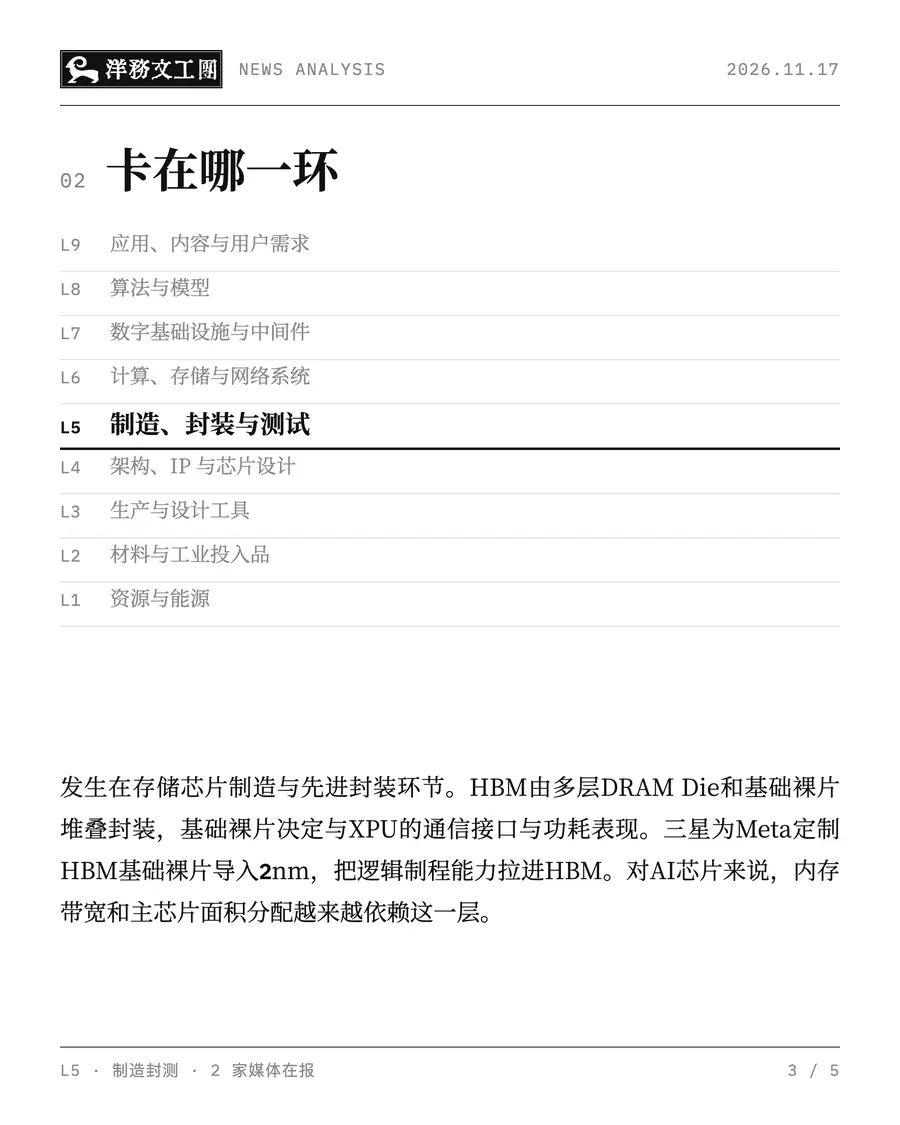 洋務文工團 NEWS ANALYSIS 2026.11.17
02 卡在哪一环
L9 应用、内容与用户需求
L8 算法与模型
L7 数字基础设施与中间件
L6 计算、存储与网络系统
L5 制造、封装与测试
L4 架构、IP 与芯片设计
L3 生产与设计工具
L2 材料与工业投入品
L1 资源与能源
发生在存储芯片制造与先进封装环节。HBM由多层DRAM Die和基础裸片
堆叠封装，基础裸片决定与XPU的通信接口与功耗表现。三星为Meta定制
HBM基础裸片导入2nm，把逻辑制程能力拉进HBM。对AI芯片来说，内存
带宽和主芯片面积分配越来越依赖这一层。
L5 · 制造封测 · 2 家媒体在报 3 / 5